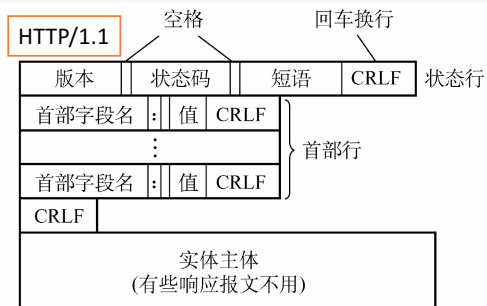 空格 回车换行
HTTP/1.1
版本 状态码 短语 CRLF 状态行
首部字段名 : 值 CRLF
⋮ 首部行
首部字段名 : 值 CRLF
CRLF
实体主体
(有些响应报文不用)